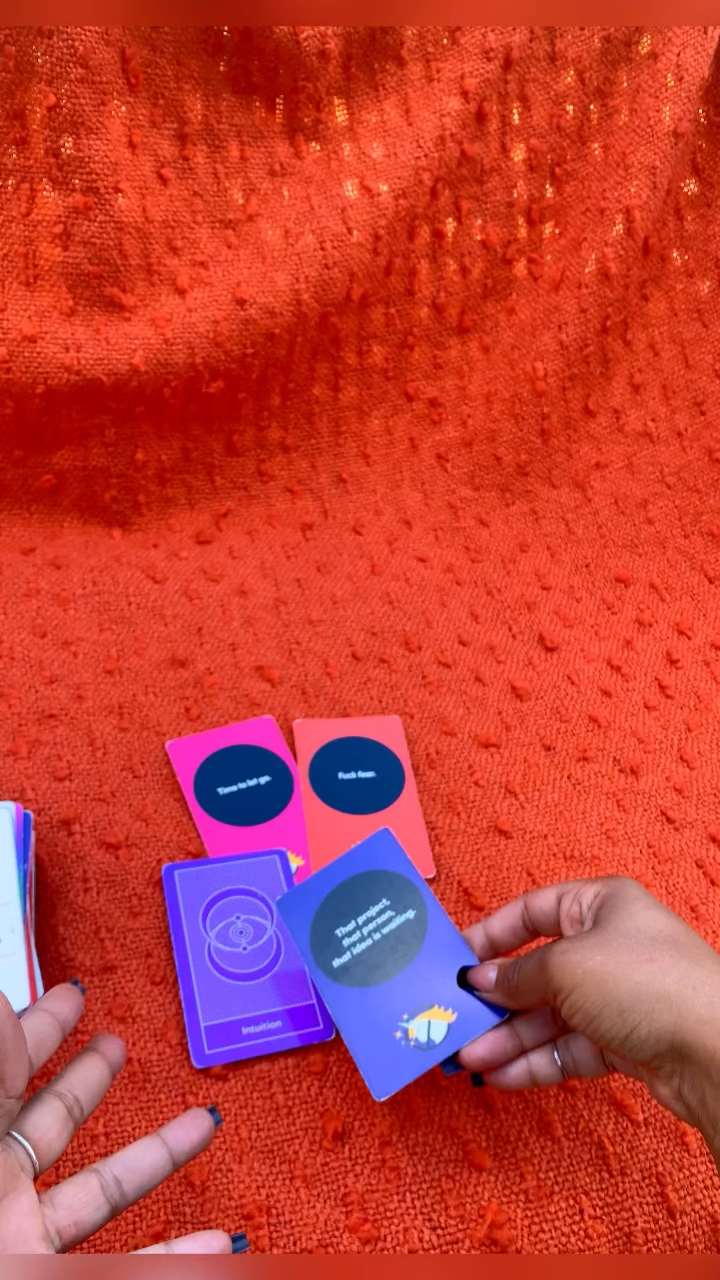 Time to let go.
Fuck fear.
That project,
that person,
that idea is waiting.
Intuition